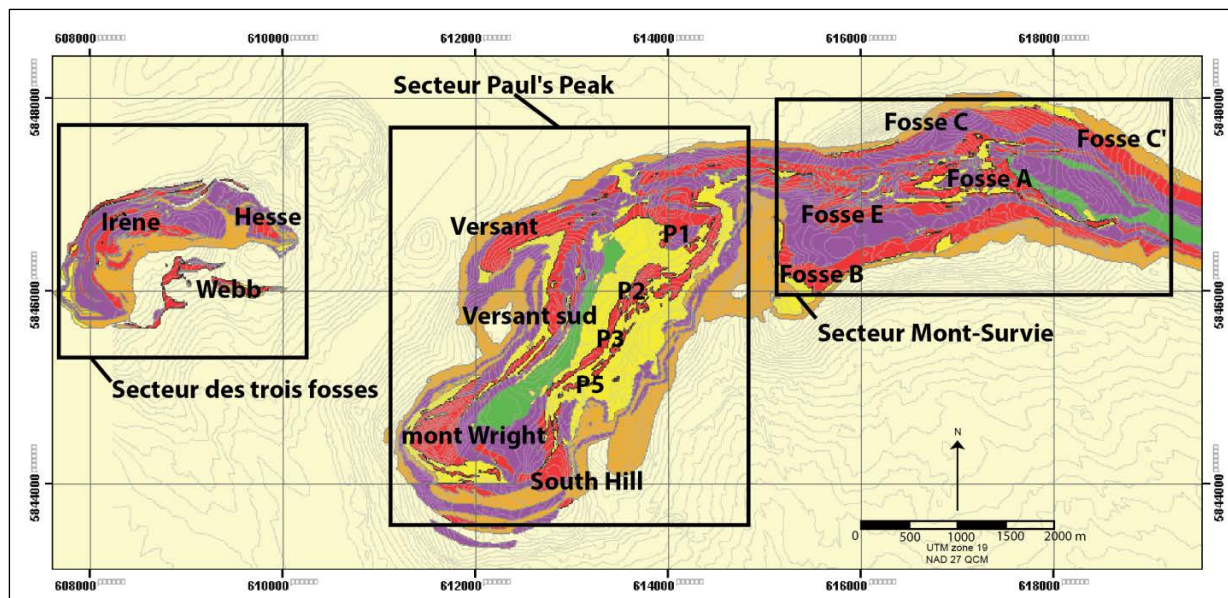 608000 610000 612000 614000 616000 618000
Secteur Paul's Peak
5848000 5848000
Fosse C
Fosse C'
Fosse A
Irène
Hesse
Versant
P1
Fosse E
Fosse B
Webb
P2
5846000 5846000
Versant sud
P3
Secteur Mont-Survie
Secteur des trois fosses
P5
mont Wright
N
South Hill
5844000 5844000
0 500 1000 1500 2000 m
UTM zone 19
NAD 27 QCM
608000 610000 612000 614000 616000 618000